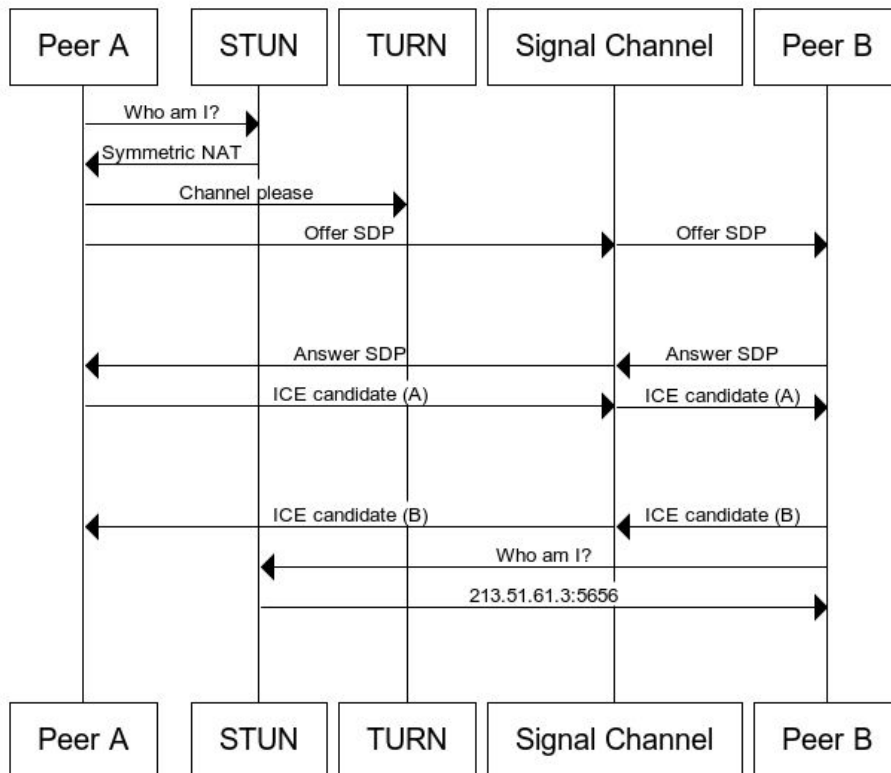 Peer A STUN TURN Signal Channel Peer B
Who am I?
Symmetric NAT
Channel please
Offer SDP Offer SDP
Answer SDP Answer SDP
ICE candidate (A) ICE candidate (A)
ICE candidate (B) ICE candidate (B)
Who am I?
213.51.61.3:5656
Peer A STUN TURN Signal Channel Peer B